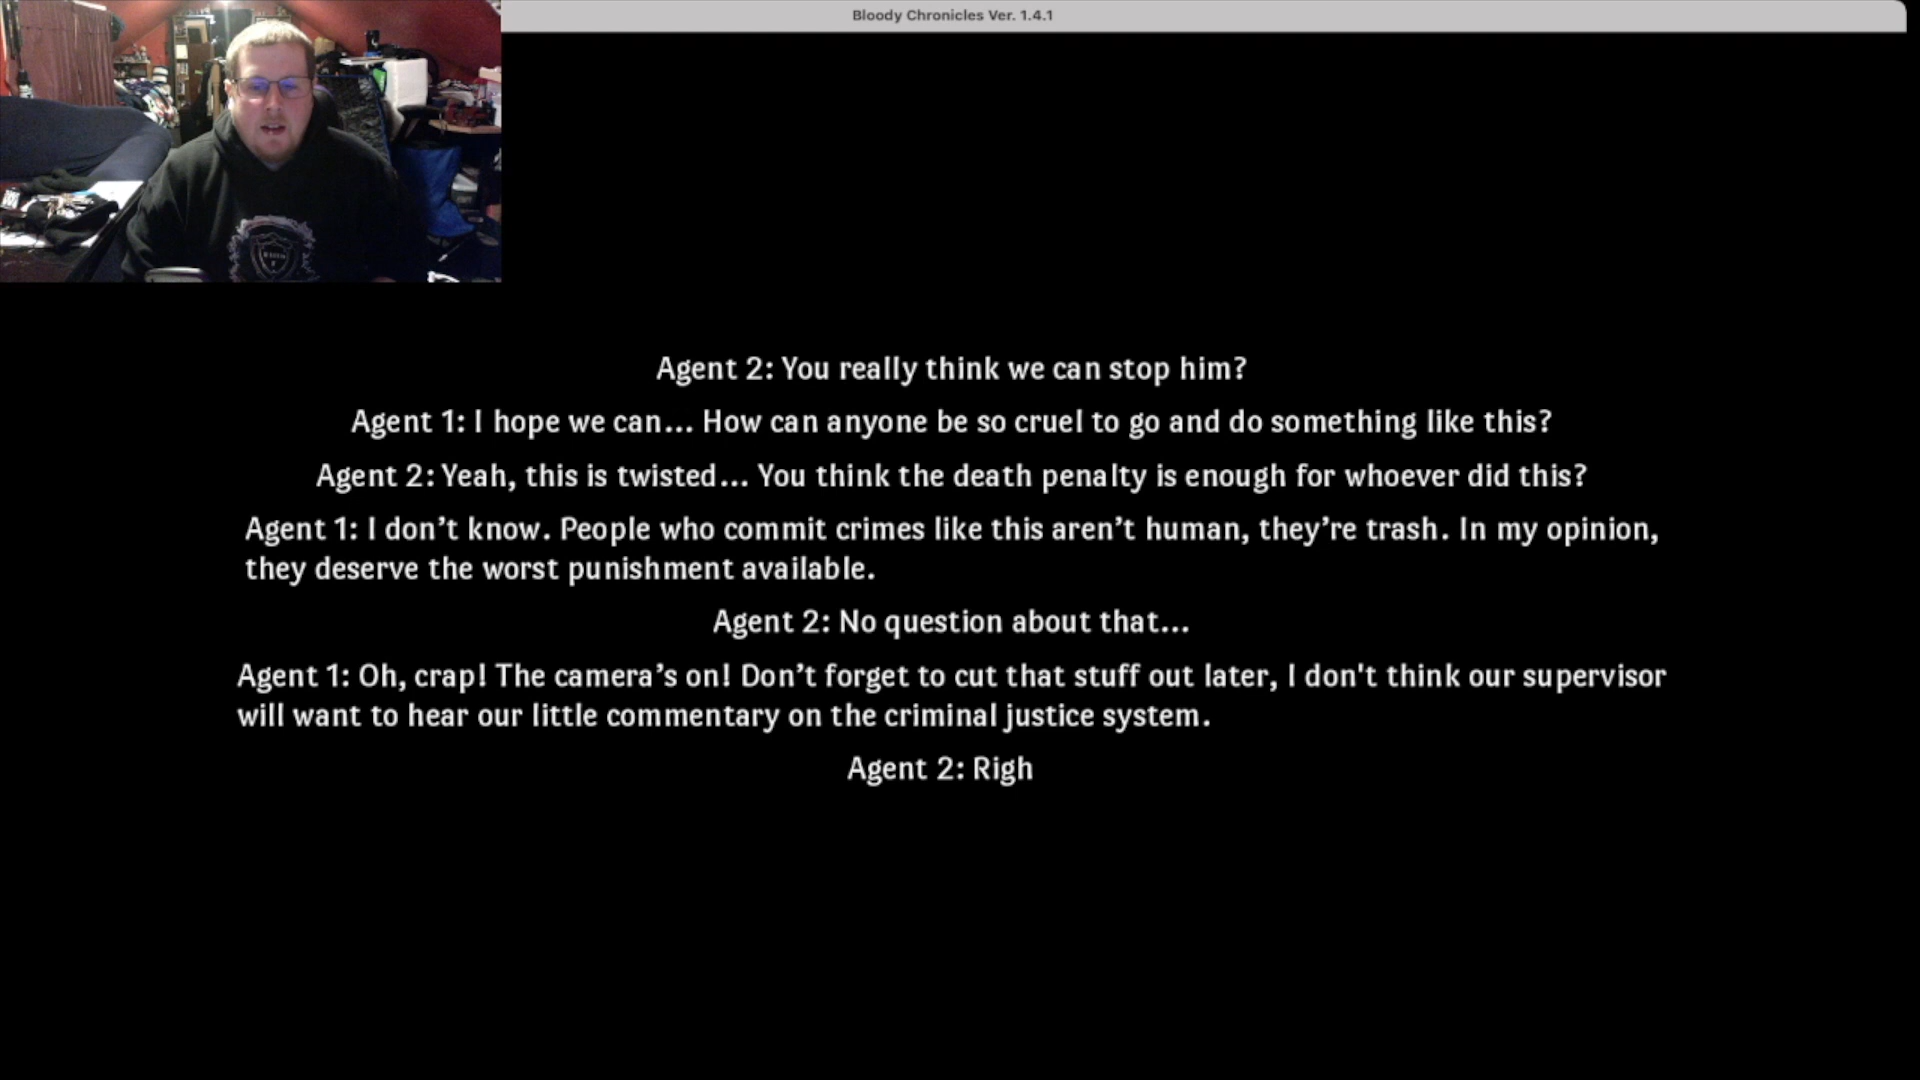 Bloody Chronicles Ver. 1.4.1
Agent 2: You really think we can stop him?
Agent 1: I hope we can... How can anyone be so cruel to go and do something like this?
Agent 2: Yeah, this is twisted... You think the death penalty is enough for whoever did this?
Agent 1: I don’t know. People who commit crimes like this aren’t human, they’re trash. In my opinion,
they deserve the worst punishment available.
Agent 2: No question about that...
Agent 1: Oh, crap! The camera’s on! Don’t forget to cut that stuff out later, I don't think our supervisor
will want to hear our little commentary on the criminal justice system.
Agent 2: Righ